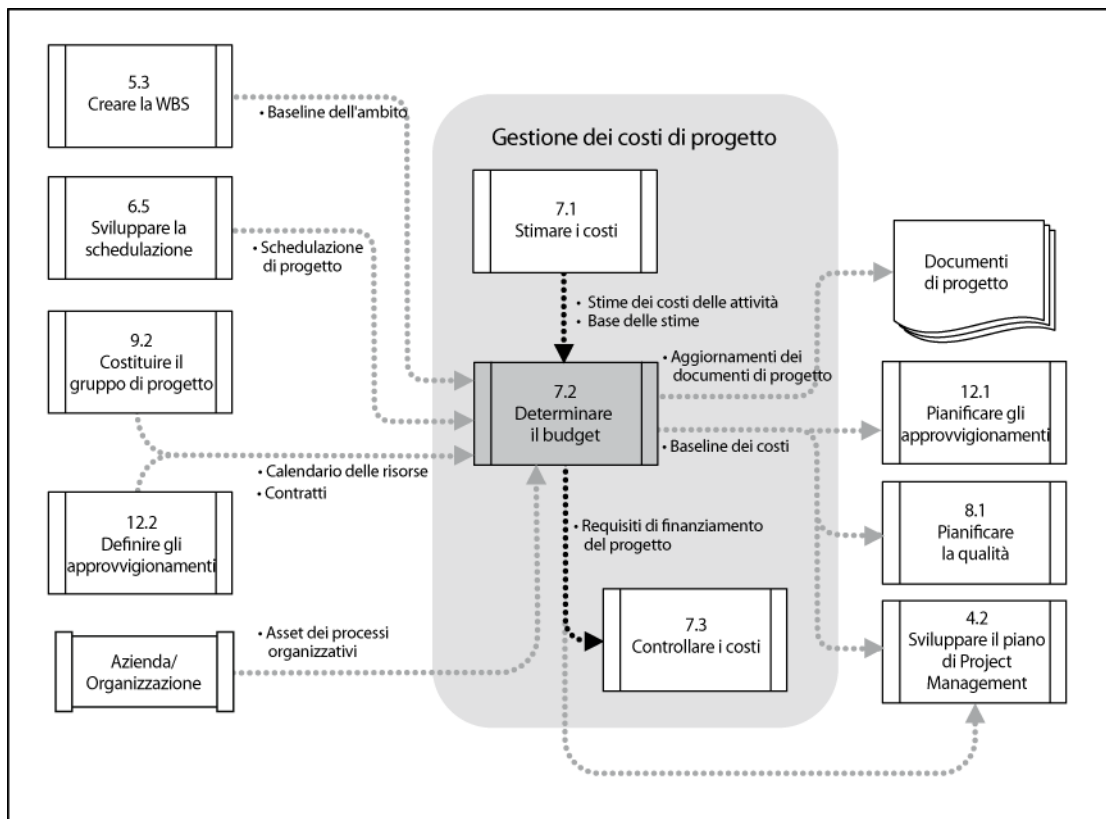 5.3
Creare la WBS
• Baseline dell'ambito
6.5
Sviluppare la
schedulazione
• Schedulazione
di progetto
9.2
Costituire il
gruppo di progetto
• Calendario delle risorse
• Contratti
12.2
Definire gli
approvvigionamenti
Azienda/
Organizzazione
• Asset dei processi
organizzativi
Gestione dei costi di progetto
7.1
Stimare i costi
• Stime dei costi delle attività
• Base delle stime
7.2
Determinare
il budget
• Aggiornamenti dei
documenti di progetto
• Baseline dei costi
• Requisiti di finanziamento
del progetto
7.3
Controllare i costi
Documenti
di progetto
12.1
Pianificare gli
approvvigionamenti
8.1
Pianificare
la qualità
4.2
Sviluppare il piano
di Project
Management